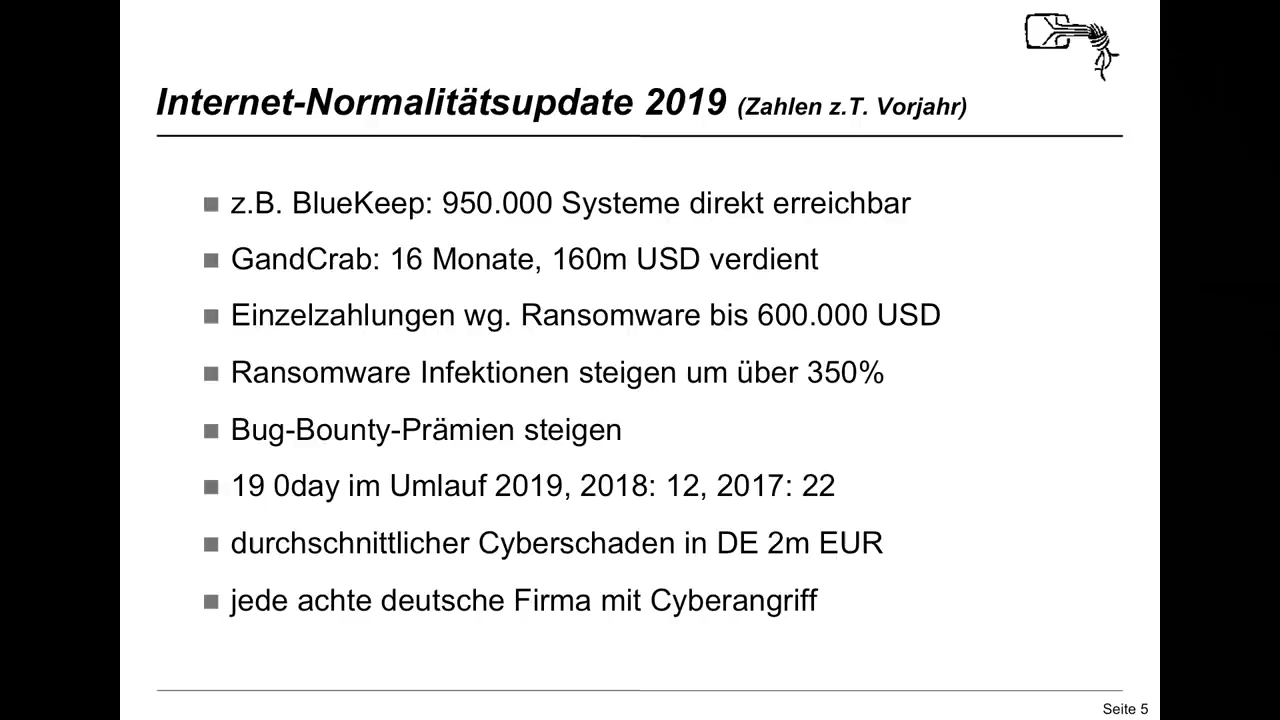 Internet-Normalitätsupdate 2019 (Zahlen z.T. Vorjahr)
z.B. BlueKeep: 950.000 Systeme direkt erreichbar
GandCrab: 16 Monate, 160m USD verdient
Einzelzahlungen wg. Ransomware bis 600.000 USD
Ransomware Infektionen steigen um über 350%
Bug-Bounty-Prämien steigen
19 0day im Umlauf 2019, 2018: 12, 2017: 22
durchschnittlicher Cyberschaden in DE 2m EUR
jede achte deutsche Firma mit Cyberangriff
Seite 5